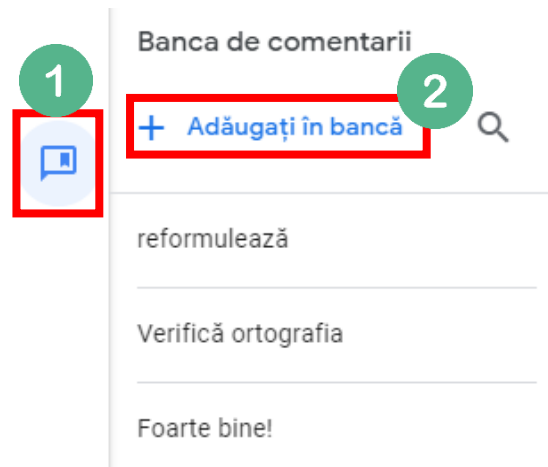 Banca de comentarii
1
2
+ Adăugați în bancă
reformulează
Verifică ortografia
Foarte bine!